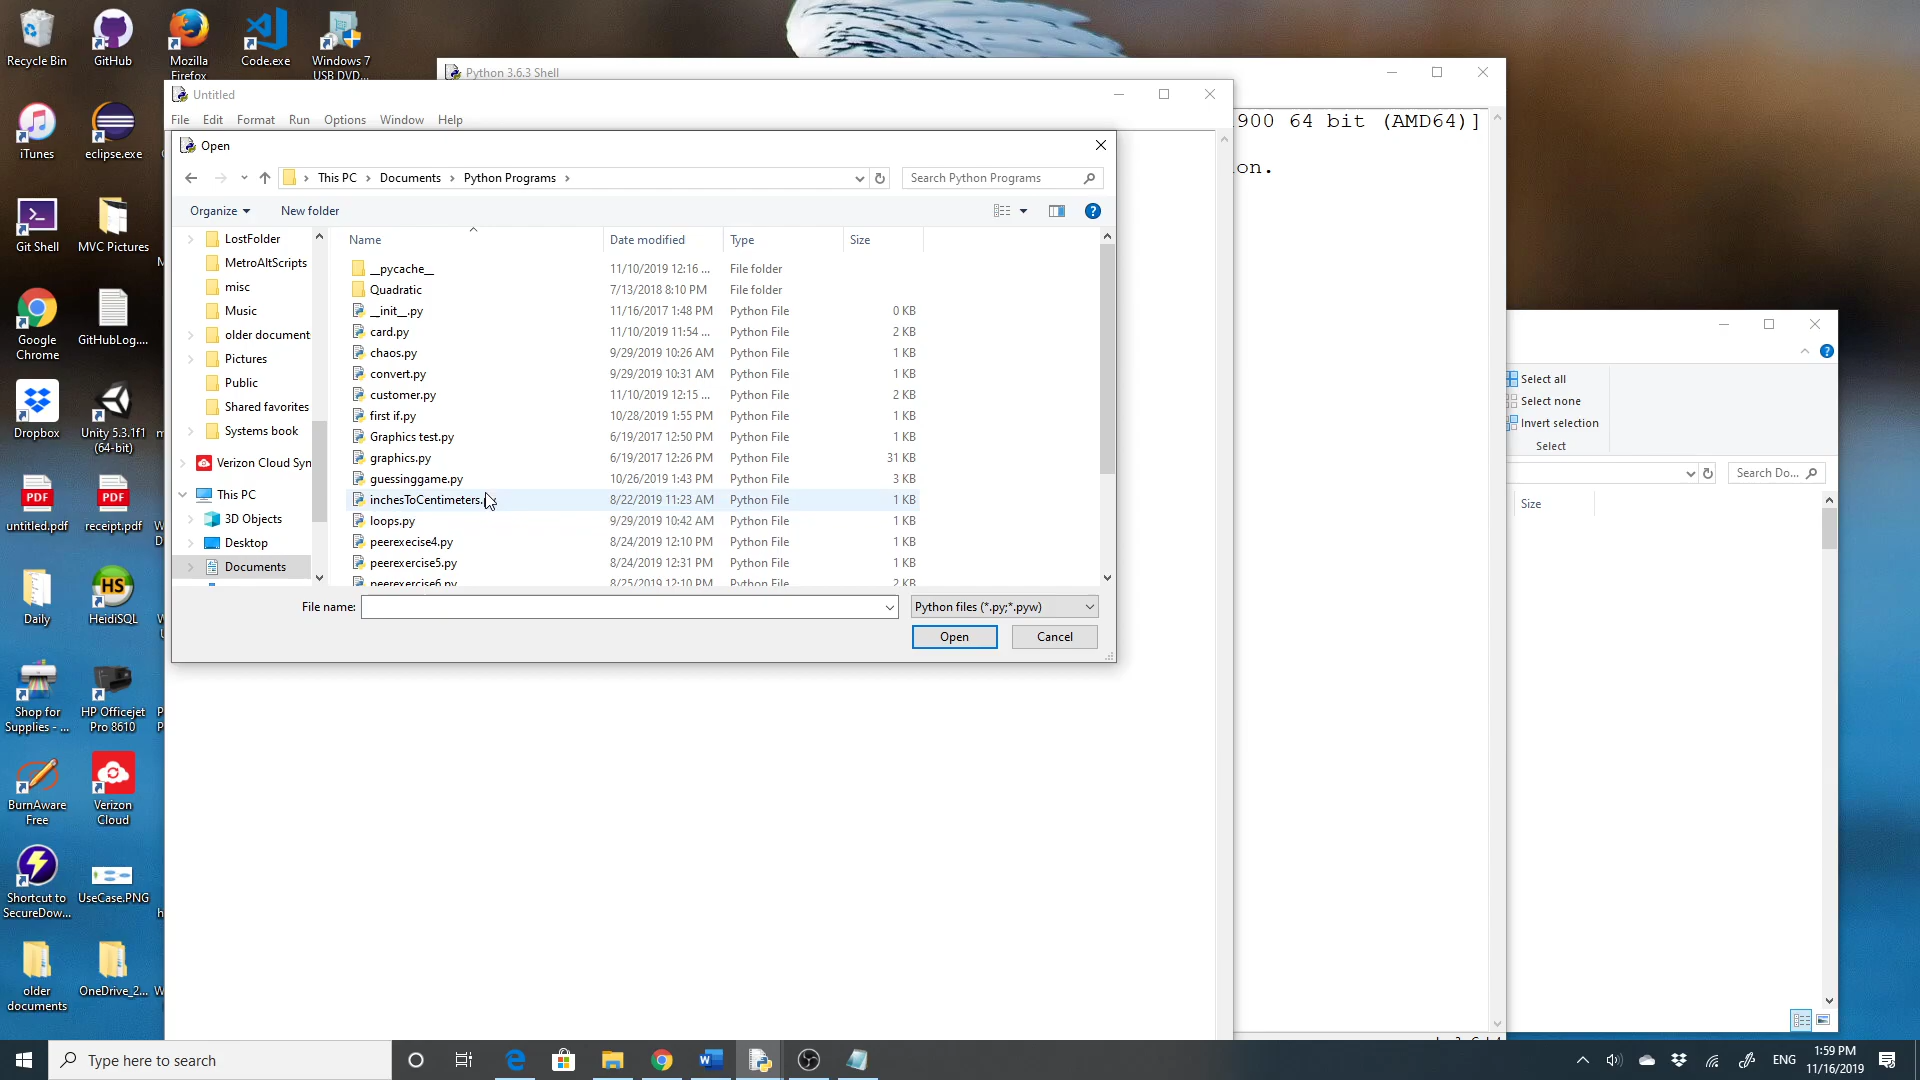 Recycle Bin
GitHub
Mozilla
Firefox
Code.exe
Windows 7
USB DVD...
iTunes
eclipse.exe
Git Shell
MVC Pictures
Google
Chrome
GitHubLog....
Dropbox
Unity 5.3.1f1
(64-bit)
PDF
untitled.pdf
PDF
receipt.pdf
Daily
HS
HeidiSQL
Shop for
Supplies - ...
HP Officejet
Pro 8610
BurnAware
Free
Verizon
Cloud
Shortcut to
SecureDow...
UseCase.PNG
older
documents
OneDrive_2...
Python 3.6.3 Shell
900 64 bit (AMD64)]
on.
Untitled
File Edit Format Run Options Window Help
Open
This PC > Documents > Python Programs >
Search Python Programs
Organize
New folder
LostFolder
MetroAltScripts
misc
Music
older document
Pictures
Public
Shared favorites
Systems book
Verizon Cloud Syn
This PC
3D Objects
Desktop
Documents
Name Date modified Type Size
__pycache__ 11/10/2019 12:16 ... File folder
Quadratic 7/13/2018 8:10 PM File folder
__init__.py 11/16/2017 1:48 PM Python File 0 KB
card.py 11/10/2019 11:54 ... Python File 2 KB
chaos.py 9/29/2019 10:26 AM Python File 1 KB
convert.py 9/29/2019 10:31 AM Python File 1 KB
customer.py 11/10/2019 12:15 ... Python File 2 KB
first if.py 10/28/2019 1:55 PM Python File 1 KB
Graphics test.py 6/19/2017 12:50 PM Python File 1 KB
graphics.py 6/19/2017 12:26 PM Python File 31 KB
guessinggame.py 10/26/2019 1:43 PM Python File 3 KB
inchesToCentimeters. 8/22/2019 11:23 AM Python File 1 KB
loops.py 9/29/2019 10:42 AM Python File 1 KB
peerexecise4.py 8/24/2019 12:10 PM Python File 1 KB
peerexercise5.py 8/24/2019 12:31 PM Python File 1 KB
peerexercise6.py 8/25/2019 12:10 PM Python File 2 KB
File name:
Python files (*.py;*.pyw)
Open
Cancel
Select all
Select none
Invert selection
Select
Search Do...
Size
Type here to search
ENG
1:59 PM
11/16/2019